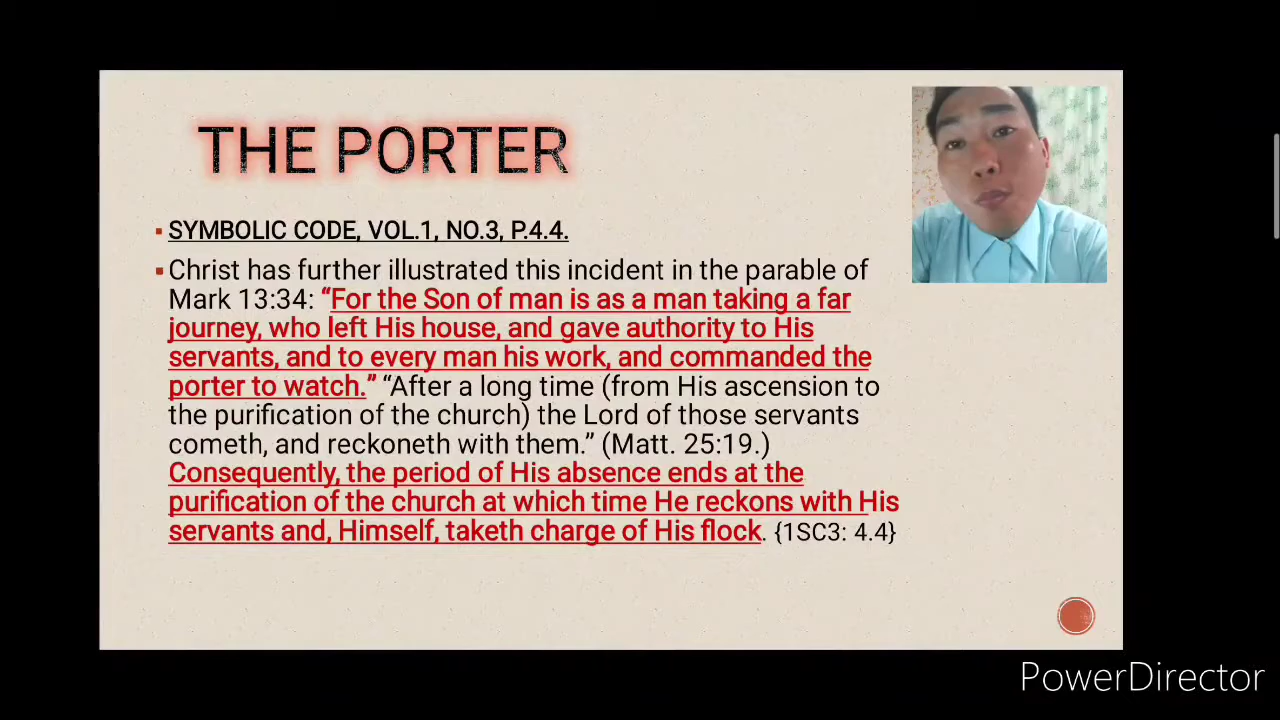 THE PORTER
SYMBOLIC CODE, VOL.1, NO.3, P.4.4.
Christ has further illustrated this incident in the parable of
Mark 13:34: “For the Son of man is as a man taking a far
journey, who left His house, and gave authority to His
servants, and to every man his work, and commanded the
porter to watch.” “After a long time (from His ascension to
the purification of the church) the Lord of those servants
cometh, and reckoneth with them.” (Matt. 25:19.)
Consequently, the period of His absence ends at the
purification of the church at which time He reckons with His
servants and, Himself, taketh charge of His flock. {1SC3: 4.4}
PowerDirector